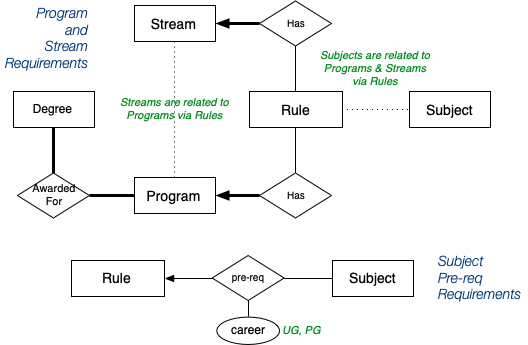 Program
and
Stream
Requirements
Stream
Has
Subjects are related to
Programs & Streams
via Rules
Degree
Streams are related to
Programs via Rules
Rule
Subject
Awarded
For
Program
Has
Rule
pre-req
Subject
Subject
Pre-req
Requirements
career
UG, PG